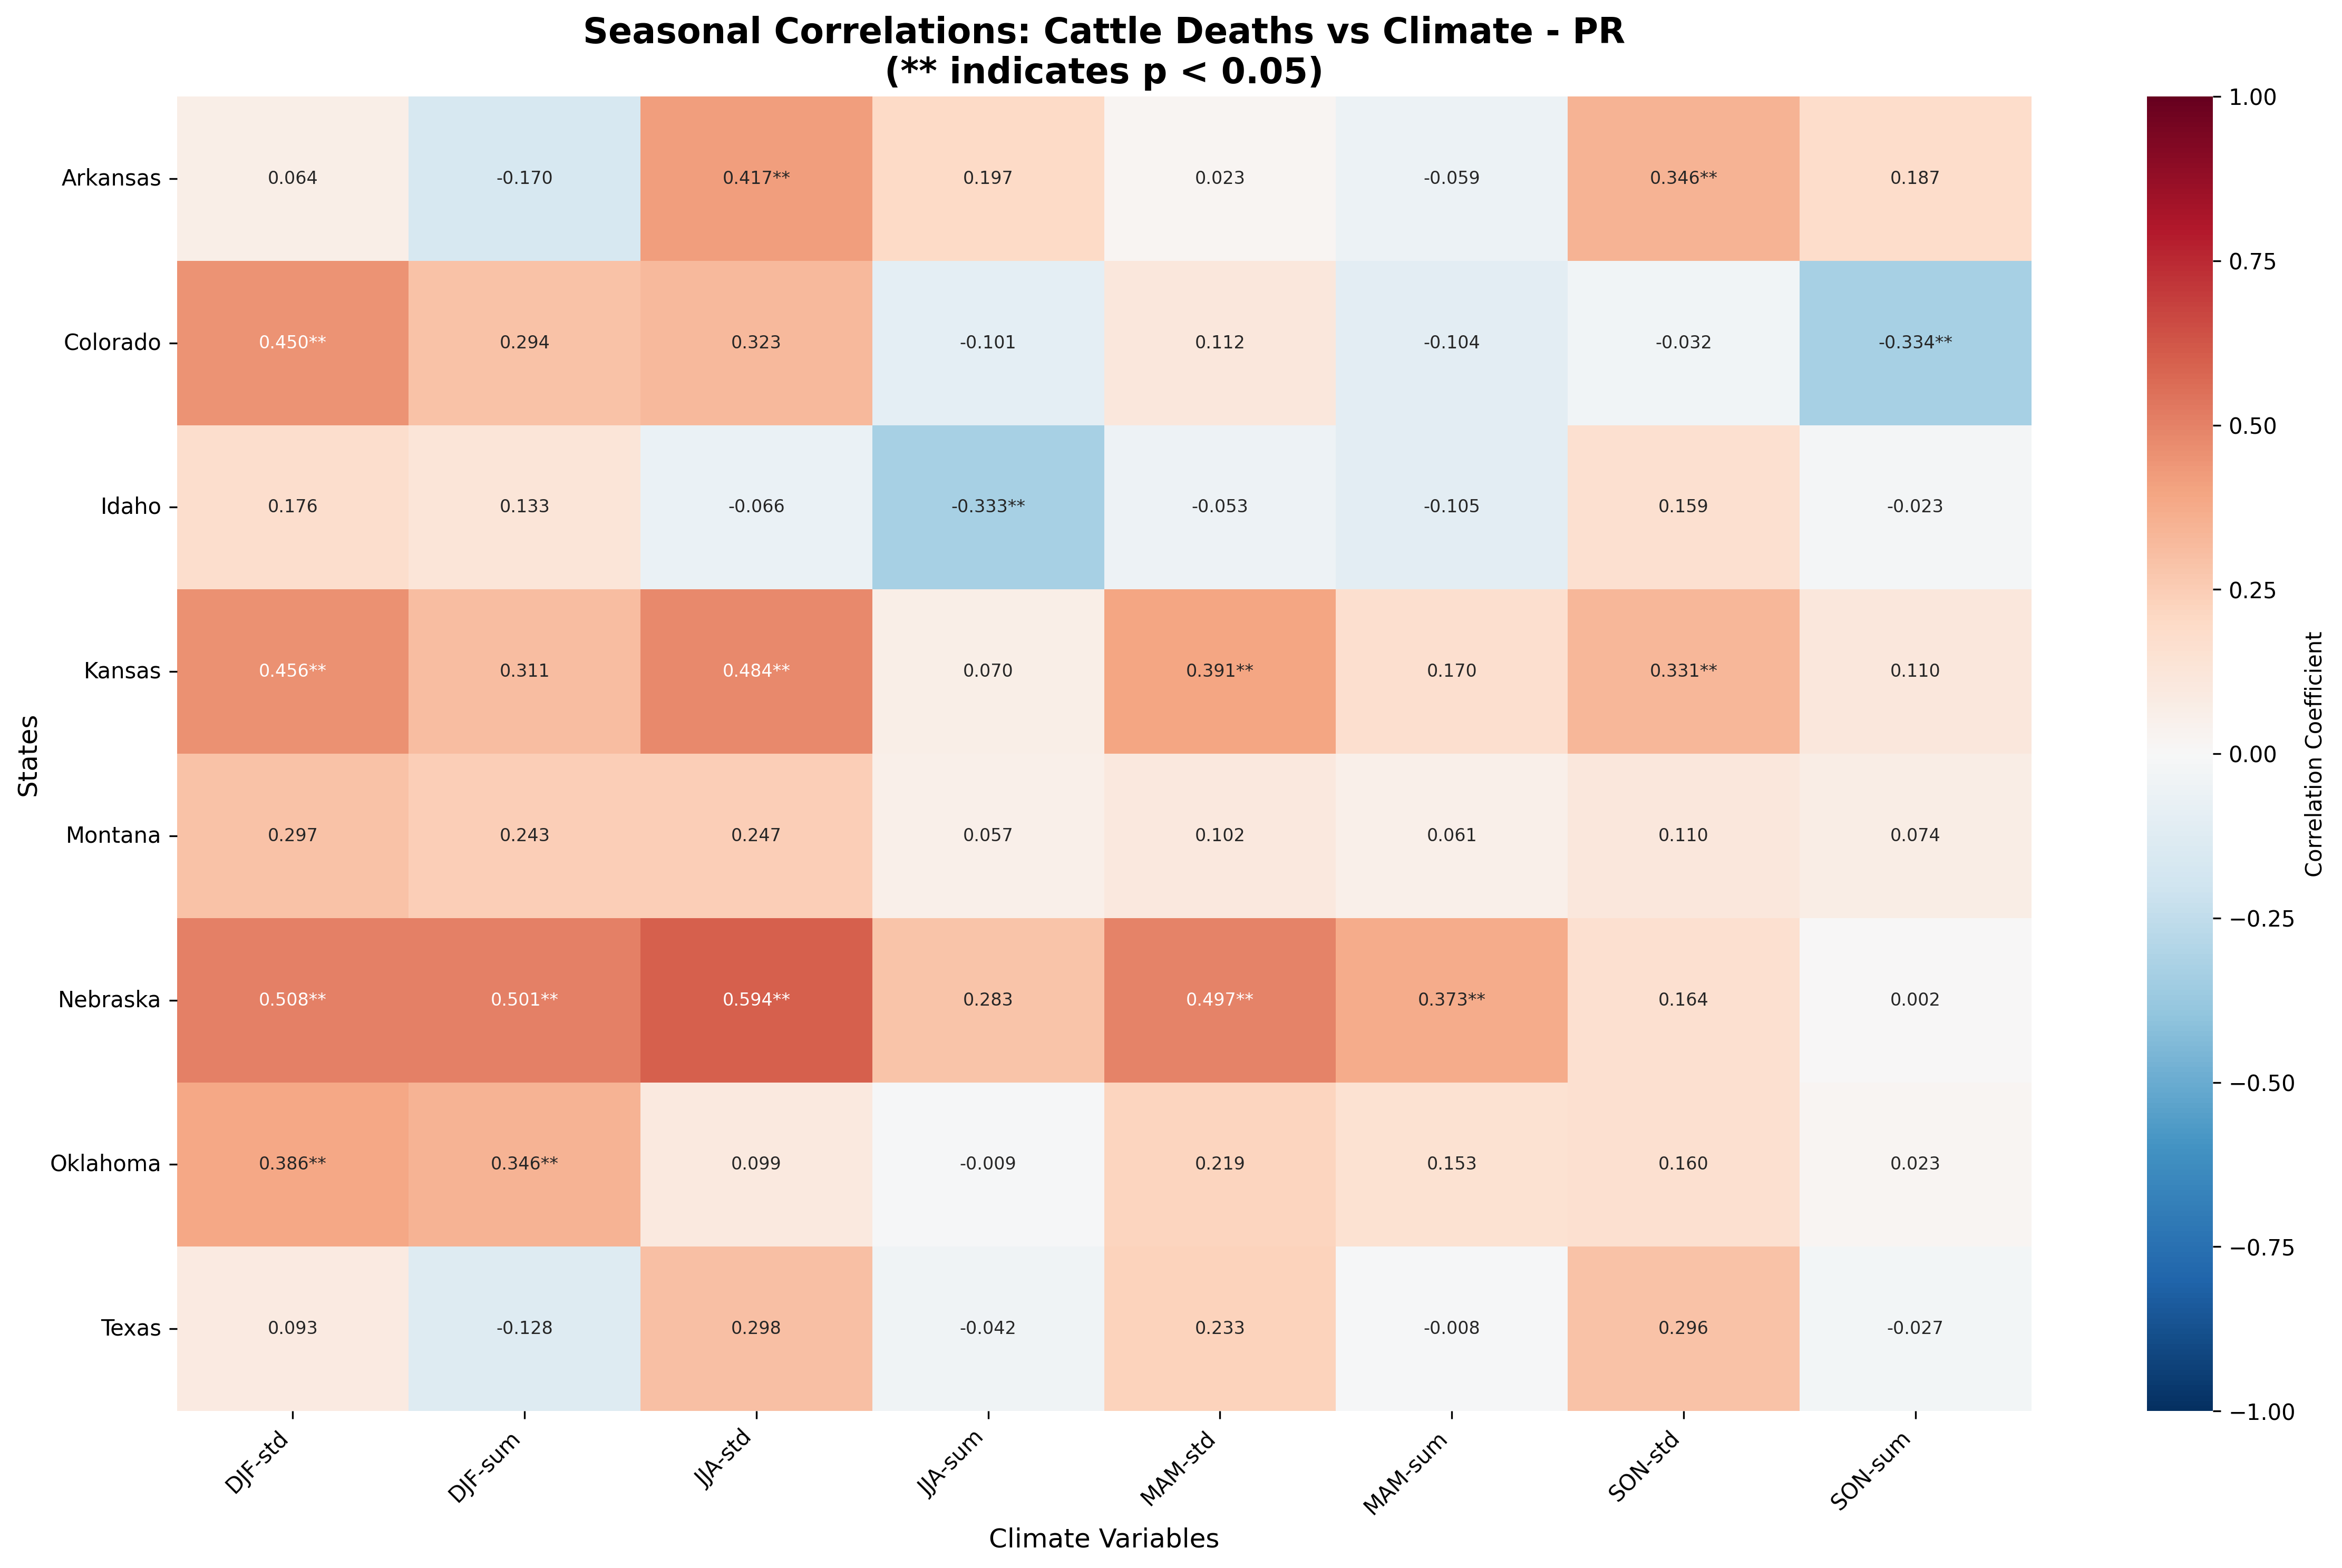 Seasonal Correlations: Cattle Deaths vs Climate - PR
(** indicates p < 0.05)
States
Arkansas 0.064 -0.170 0.417** 0.197 0.023 -0.059 0.346** 0.187
Colorado 0.450** 0.294 0.323 -0.101 0.112 -0.104 -0.032 -0.334**
Idaho 0.176 0.133 -0.066 -0.333** -0.053 -0.105 0.159 -0.023
Kansas 0.456** 0.311 0.484** 0.070 0.391** 0.170 0.331** 0.110
Montana 0.297 0.243 0.247 0.057 0.102 0.061 0.110 0.074
Nebraska 0.508** 0.501** 0.594** 0.283 0.497** 0.373** 0.164 0.002
Oklahoma 0.386** 0.346** 0.099 -0.009 0.219 0.153 0.160 0.023
Texas 0.093 -0.128 0.298 -0.042 0.233 -0.008 0.296 -0.027
DJF-std DJF-sum JJA-std JJA-sum MAM-std MAM-sum SON-std SON-sum
Climate Variables
1.00
0.75
0.50
0.25
0.00
−0.25
−0.50
−0.75
−1.00
Correlation Coefficient